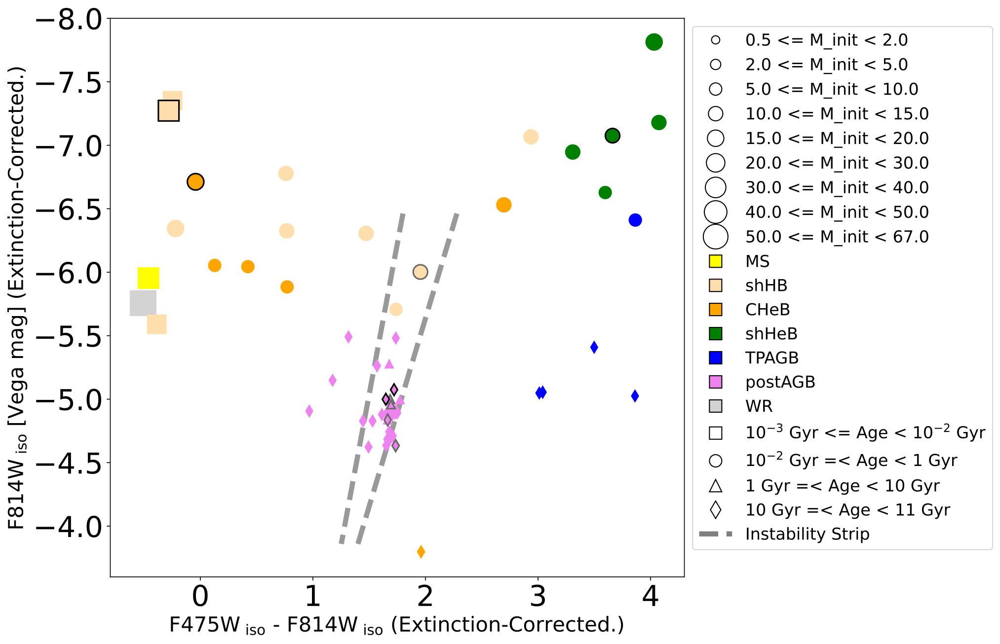 −8.0
−7.5
−7.0
−6.5
−6.0
−5.5
−5.0
−4.5
−4.0
F814W iso [Vega mag] (Extinction-Corrected.)
0 1 2 3 4
F475W iso - F814W iso (Extinction-Corrected.)
0.5 <= M_init < 2.0
2.0 <= M_init < 5.0
5.0 <= M_init < 10.0
10.0 <= M_init < 15.0
15.0 <= M_init < 20.0
20.0 <= M_init < 30.0
30.0 <= M_init < 40.0
40.0 <= M_init < 50.0
50.0 <= M_init < 67.0
MS
shHB
CHeB
shHeB
TPAGB
postAGB
WR
10⁻³ Gyr <= Age < 10⁻² Gyr
10⁻² Gyr =< Age < 1 Gyr
1 Gyr =< Age < 10 Gyr
10 Gyr =< Age < 11 Gyr
Instability Strip